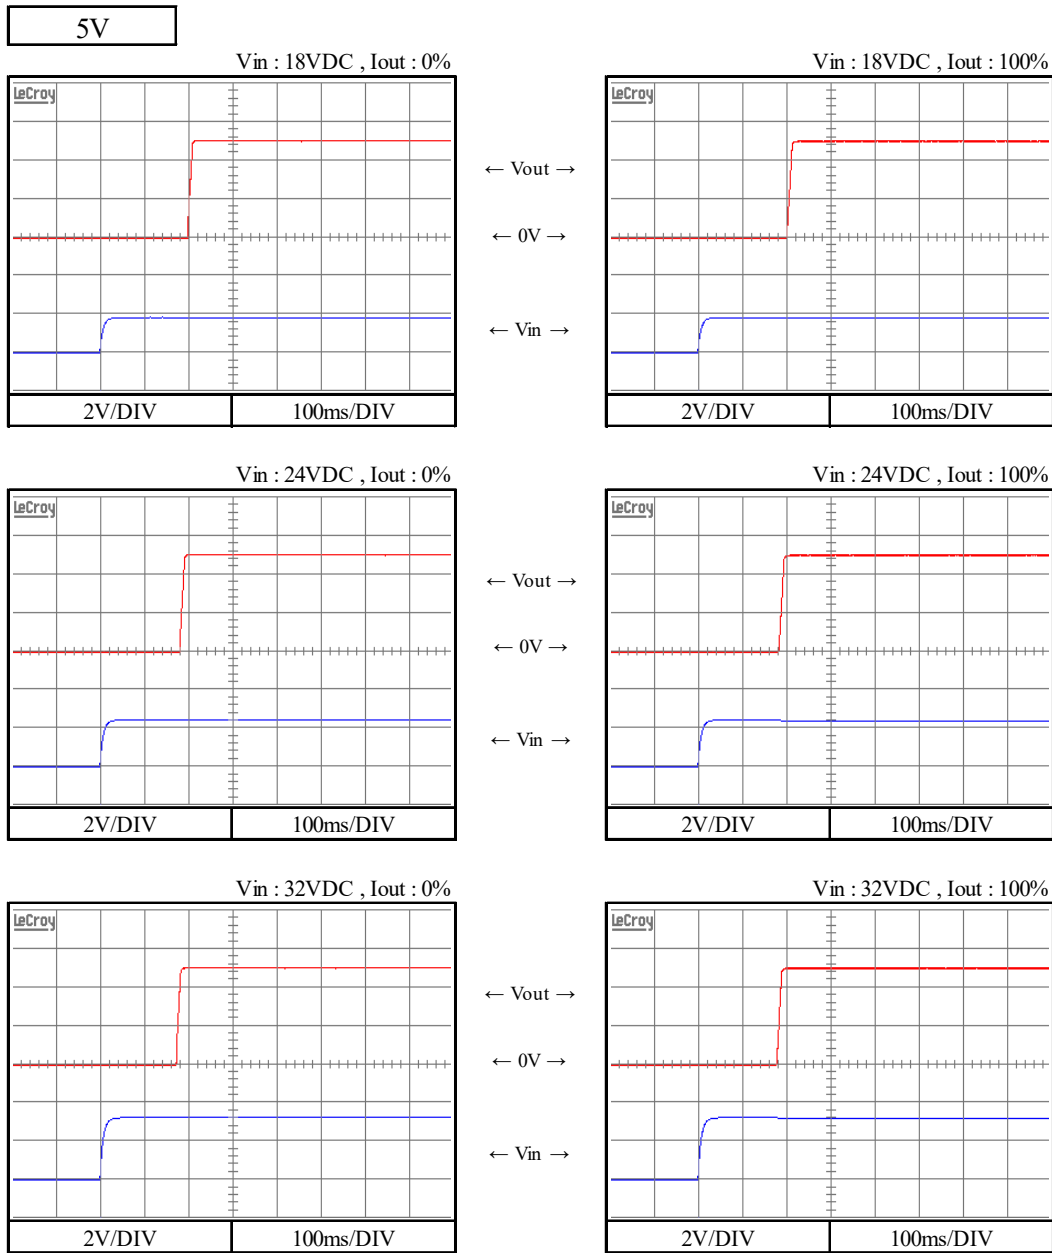 5V
Vin : 18VDC , Iout : 0%
Vin : 18VDC , Iout : 100%
LeCroy
LeCroy
← Vout →
← 0V →
← Vin →
2V/DIV
100ms/DIV
2V/DIV
100ms/DIV
Vin : 24VDC , Iout : 0%
Vin : 24VDC , Iout : 100%
LeCroy
LeCroy
← Vout →
← 0V →
← Vin →
2V/DIV
100ms/DIV
2V/DIV
100ms/DIV
Vin : 32VDC , Iout : 0%
Vin : 32VDC , Iout : 100%
LeCroy
LeCroy
← Vout →
← 0V →
← Vin →
2V/DIV
100ms/DIV
2V/DIV
100ms/DIV